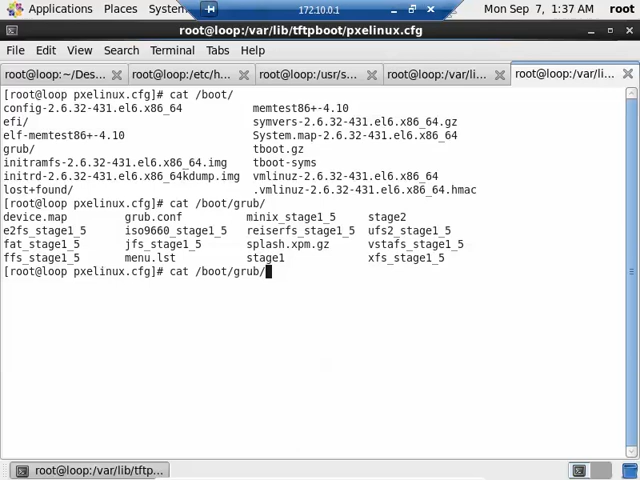 Applications Places System 172.10.0.1 Mon Sep 7, 1:37 AM root
root@loop:/var/lib/tftpboot/pxelinux.cfg
File Edit View Search Terminal Tabs Help
root@loop:~/Des... root@loop:/etc/h... root@loop:/usr/s... root@loop:/var/li... root@loop:/var/li...
[root@loop pxelinux.cfg]# cat /boot/
config-2.6.32-431.el6.x86_64 memtest86+-4.10
efi/ symvers-2.6.32-431.el6.x86_64.gz
elf-memtest86+-4.10 System.map-2.6.32-431.el6.x86_64
grub/ tboot.gz
initramfs-2.6.32-431.el6.x86_64.img tboot-syms
initrd-2.6.32-431.el6.x86_64kdump.img vmlinuz-2.6.32-431.el6.x86_64
lost+found/ .vmlinuz-2.6.32-431.el6.x86_64.hmac
[root@loop pxelinux.cfg]# cat /boot/grub/
device.map grub.conf minix_stage1_5 stage2
e2fs_stage1_5 iso9660_stage1_5 reiserfs_stage1_5 ufs2_stage1_5
fat_stage1_5 jfs_stage1_5 splash.xpm.gz vstafs_stage1_5
ffs_stage1_5 menu.lst stage1 xfs_stage1_5
[root@loop pxelinux.cfg]# cat /boot/grub/
root@loop:/var/lib/tftp...